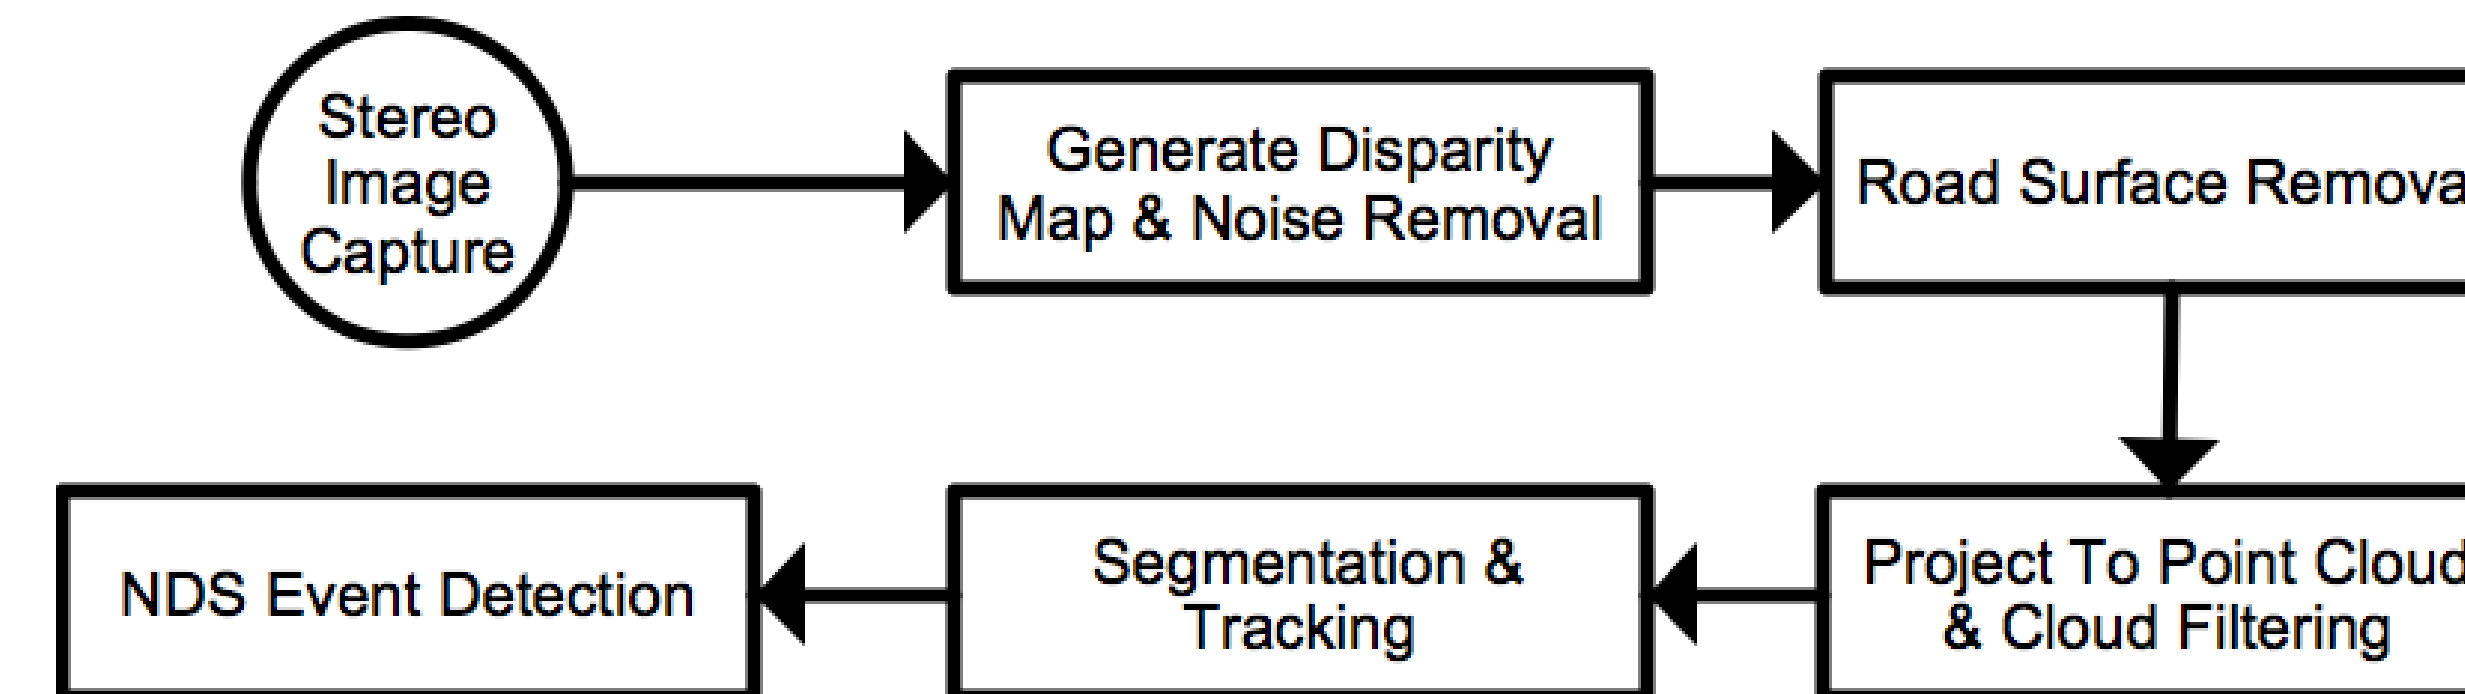 Stereo
Image
Capture
Generate Disparity
Map & Noise Removal
Road Surface Remova
NDS Event Detection
Segmentation &
Tracking
Project To Point Cloud
& Cloud Filtering